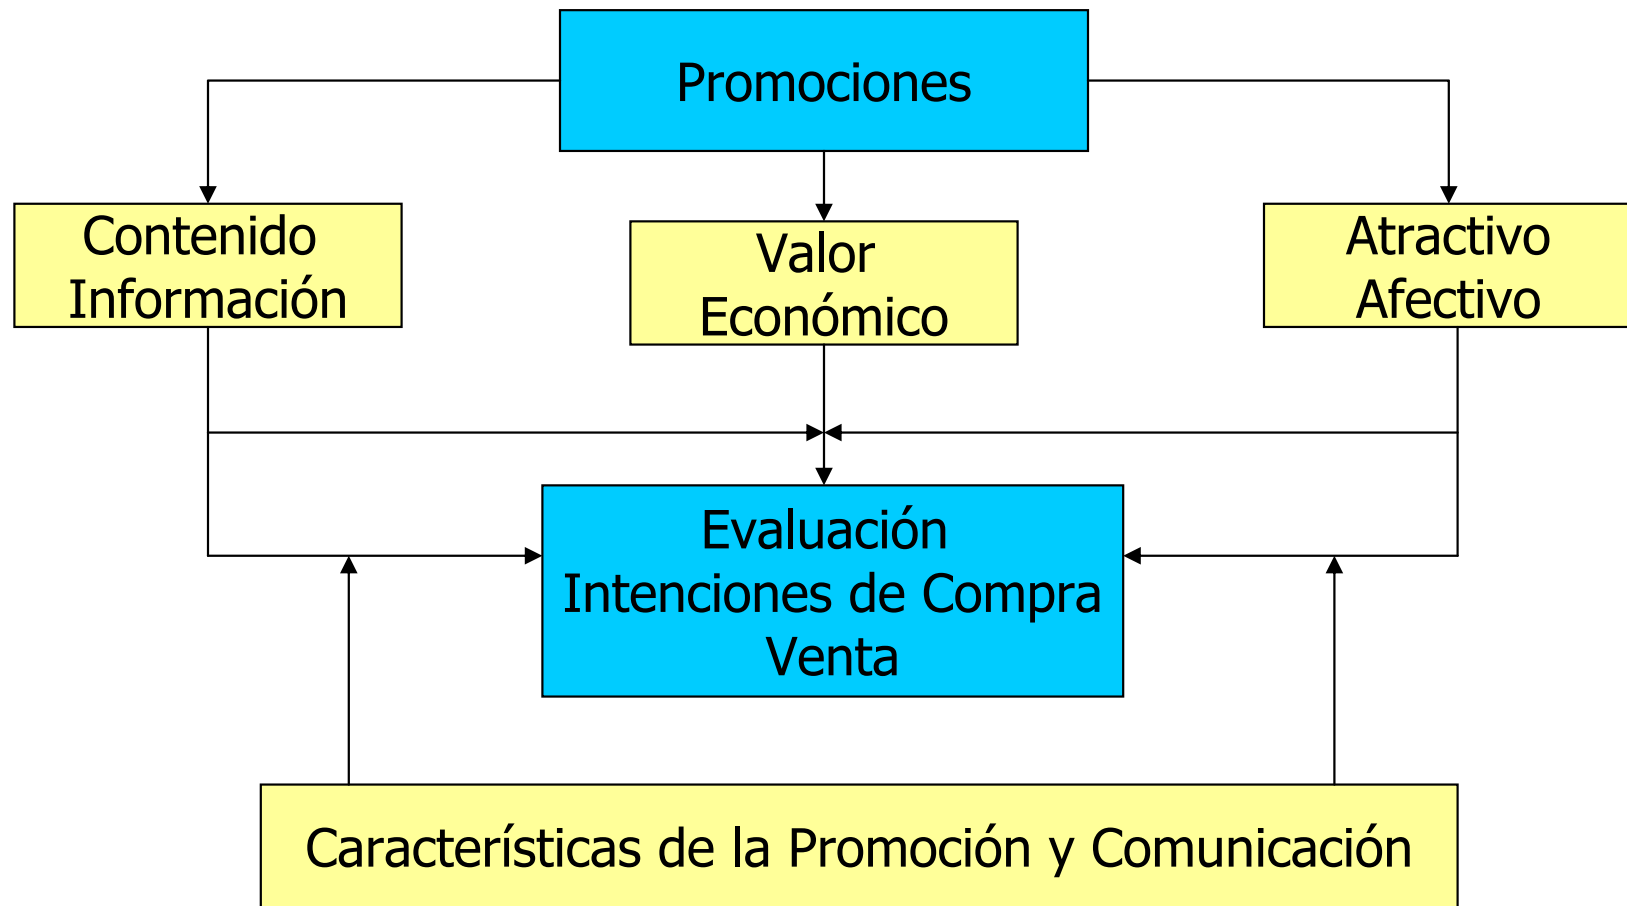 Promociones
Contenido
Información
Valor
Económico
Atractivo
Afectivo
Evaluación
Intenciones de Compra
Venta
Características de la Promoción y Comunicación